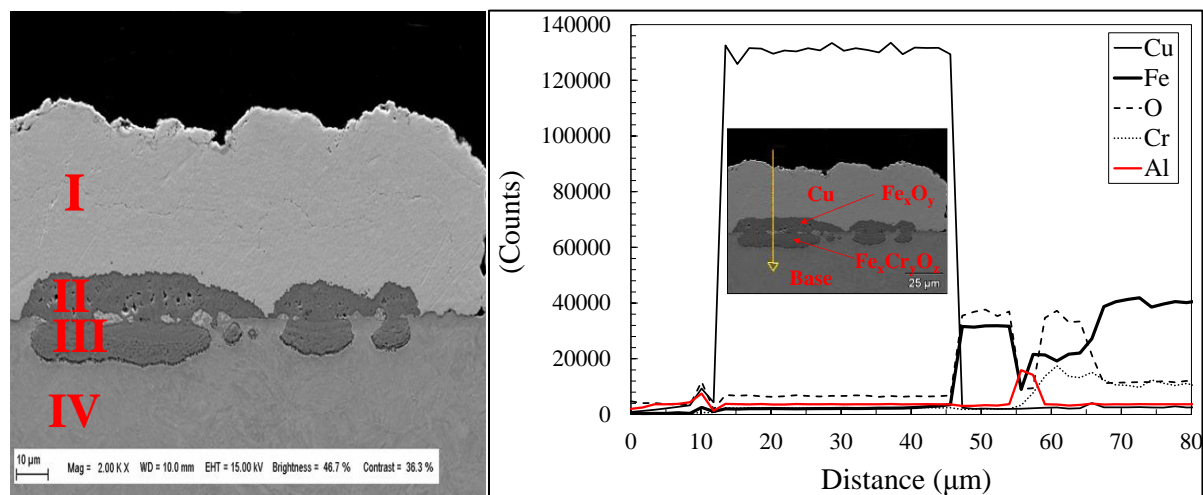 I
II
III
IV
10 µm
Mag = 2.00 K X WD = 10.0 mm EHT = 15.00 kV Brightness = 46.7 % Contrast = 36.3 %
140000
120000
100000
80000
60000
40000
20000
0
(Counts)
Cu
Fe
O
Cr
Al
Cu
FexOy
FexCryOz
Base
25 µm
0 10 20 30 40 50 60 70 80
Distance (µm)